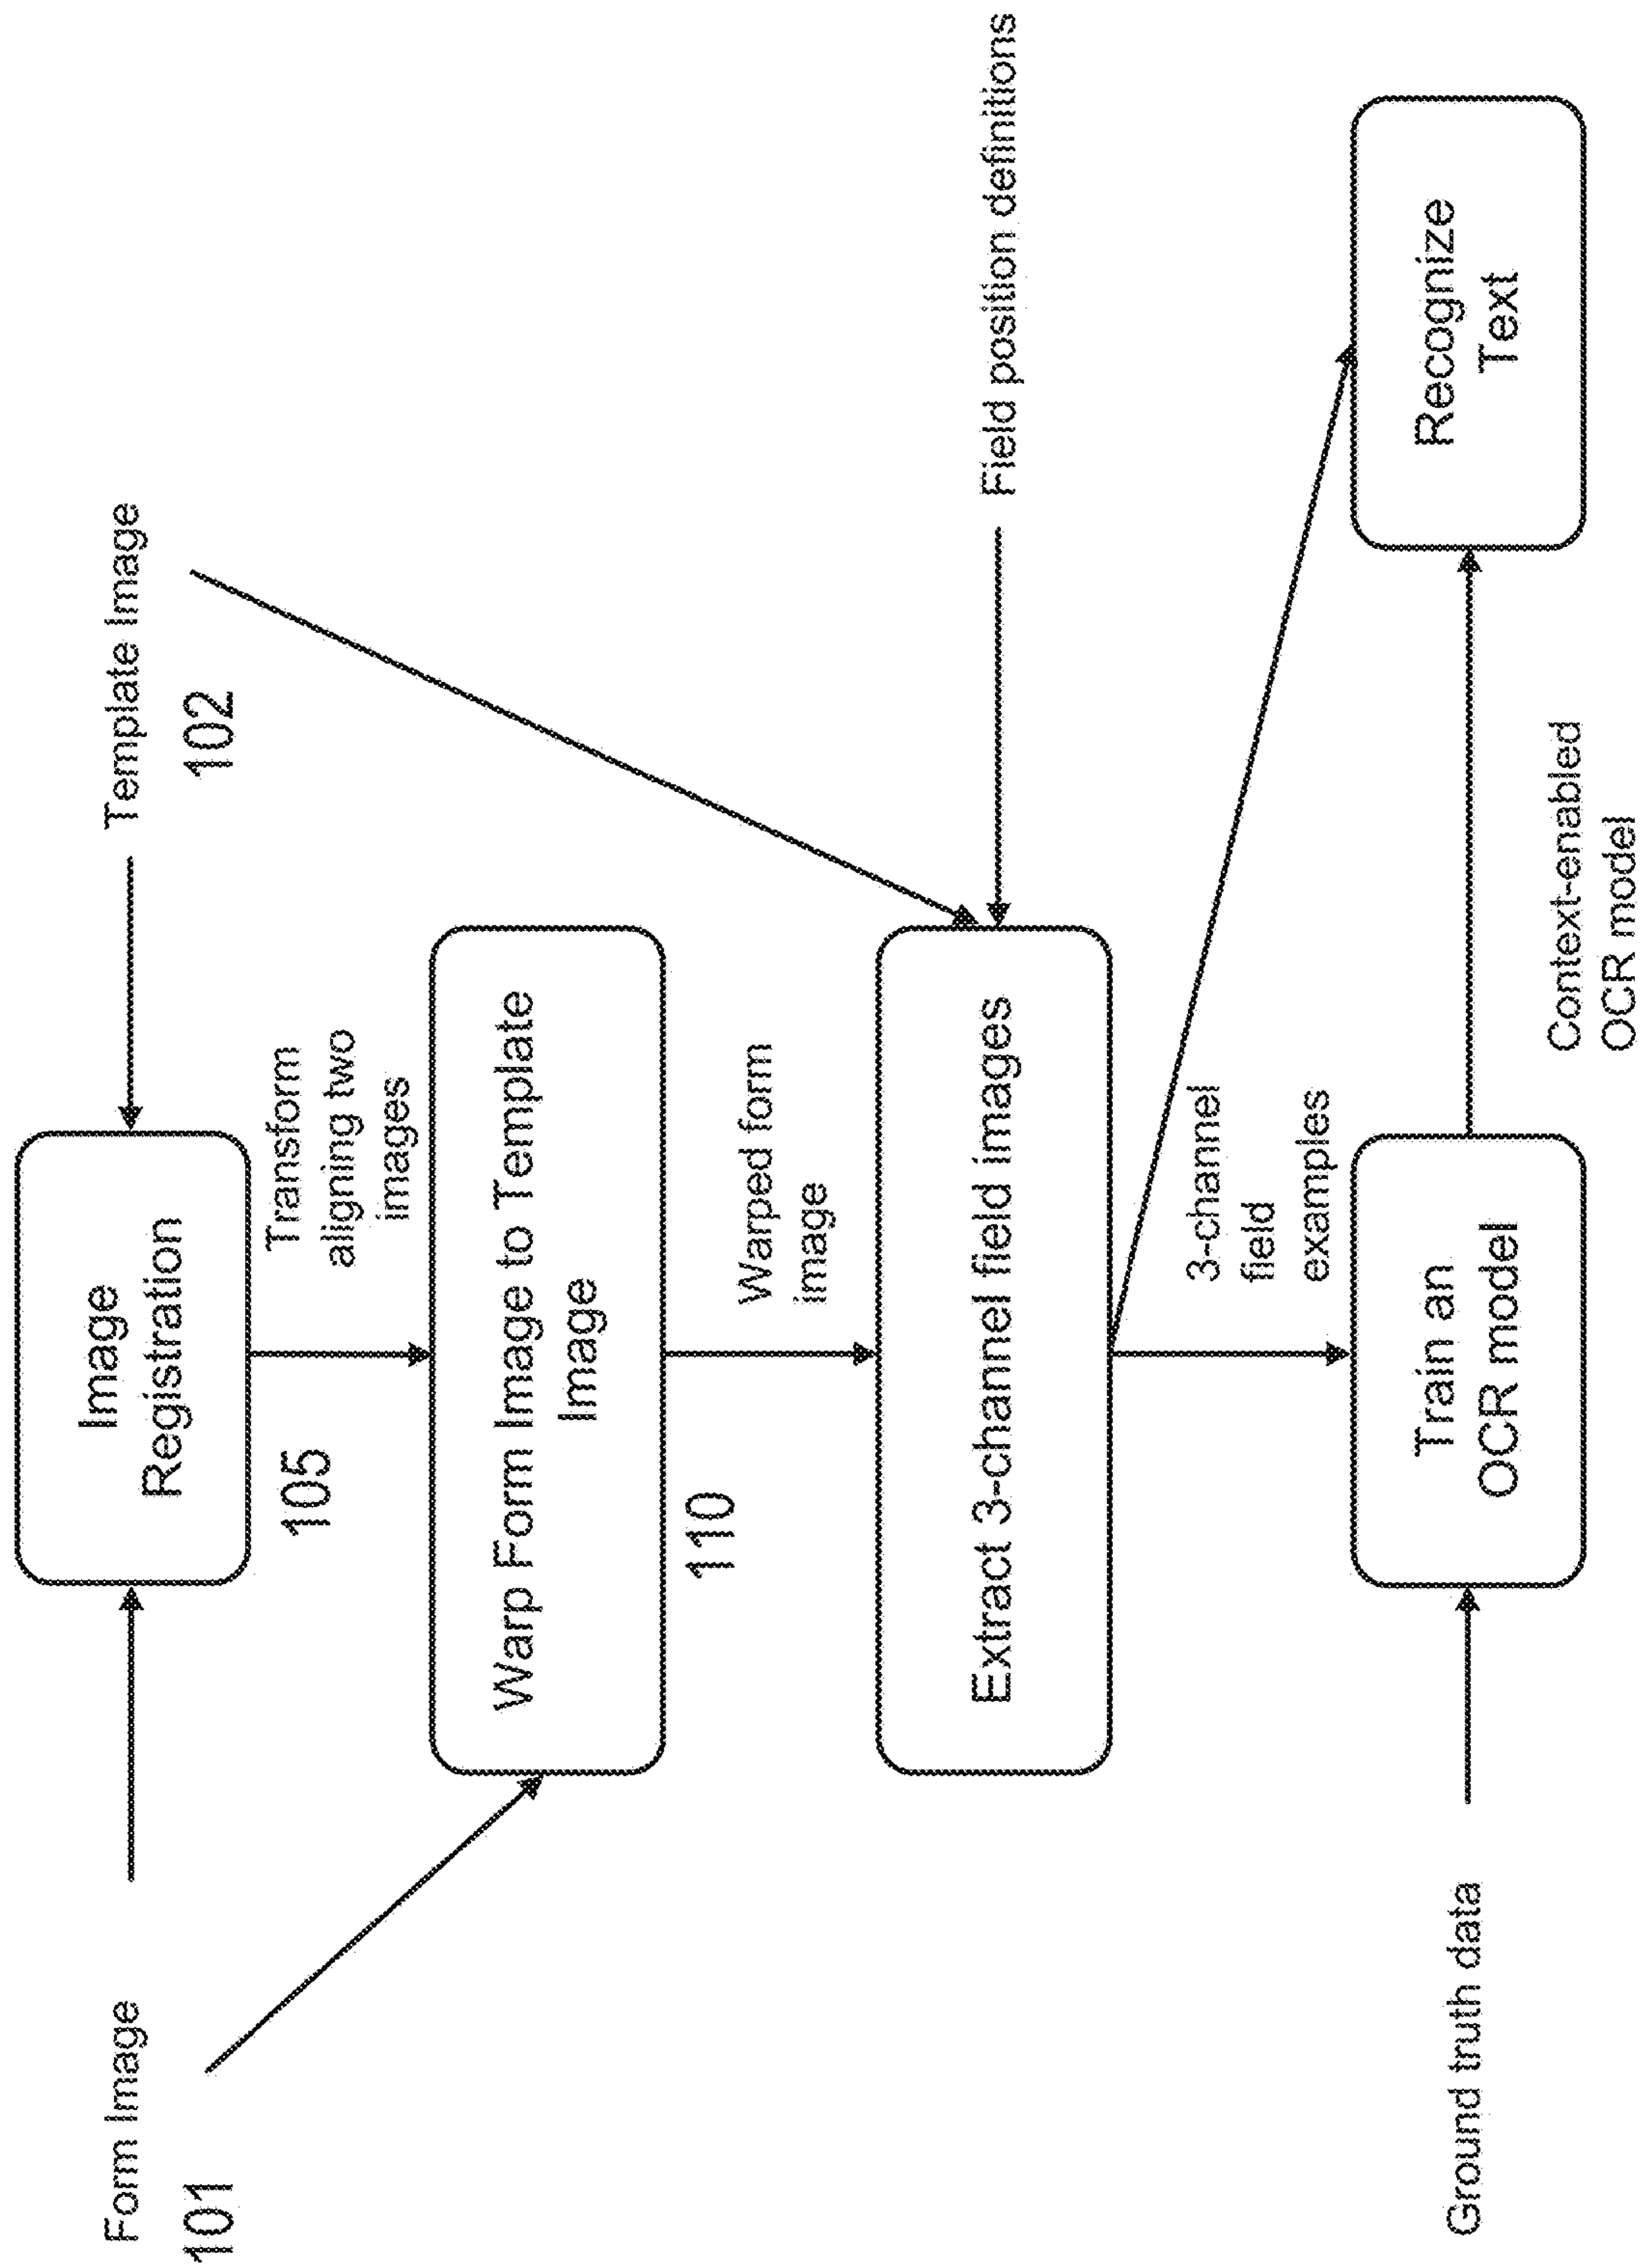 Form Image
101
Template Image
102
Image
Registration
105
Transform
aligning two
images
Warp Form Image to Template
Image
110
Warped form
image
Extract 3-channel field images
Field position definitions
3-channel
field
examples
Ground truth data
Train an
OCR model
Context-enabled
OCR model
Recognize
Text